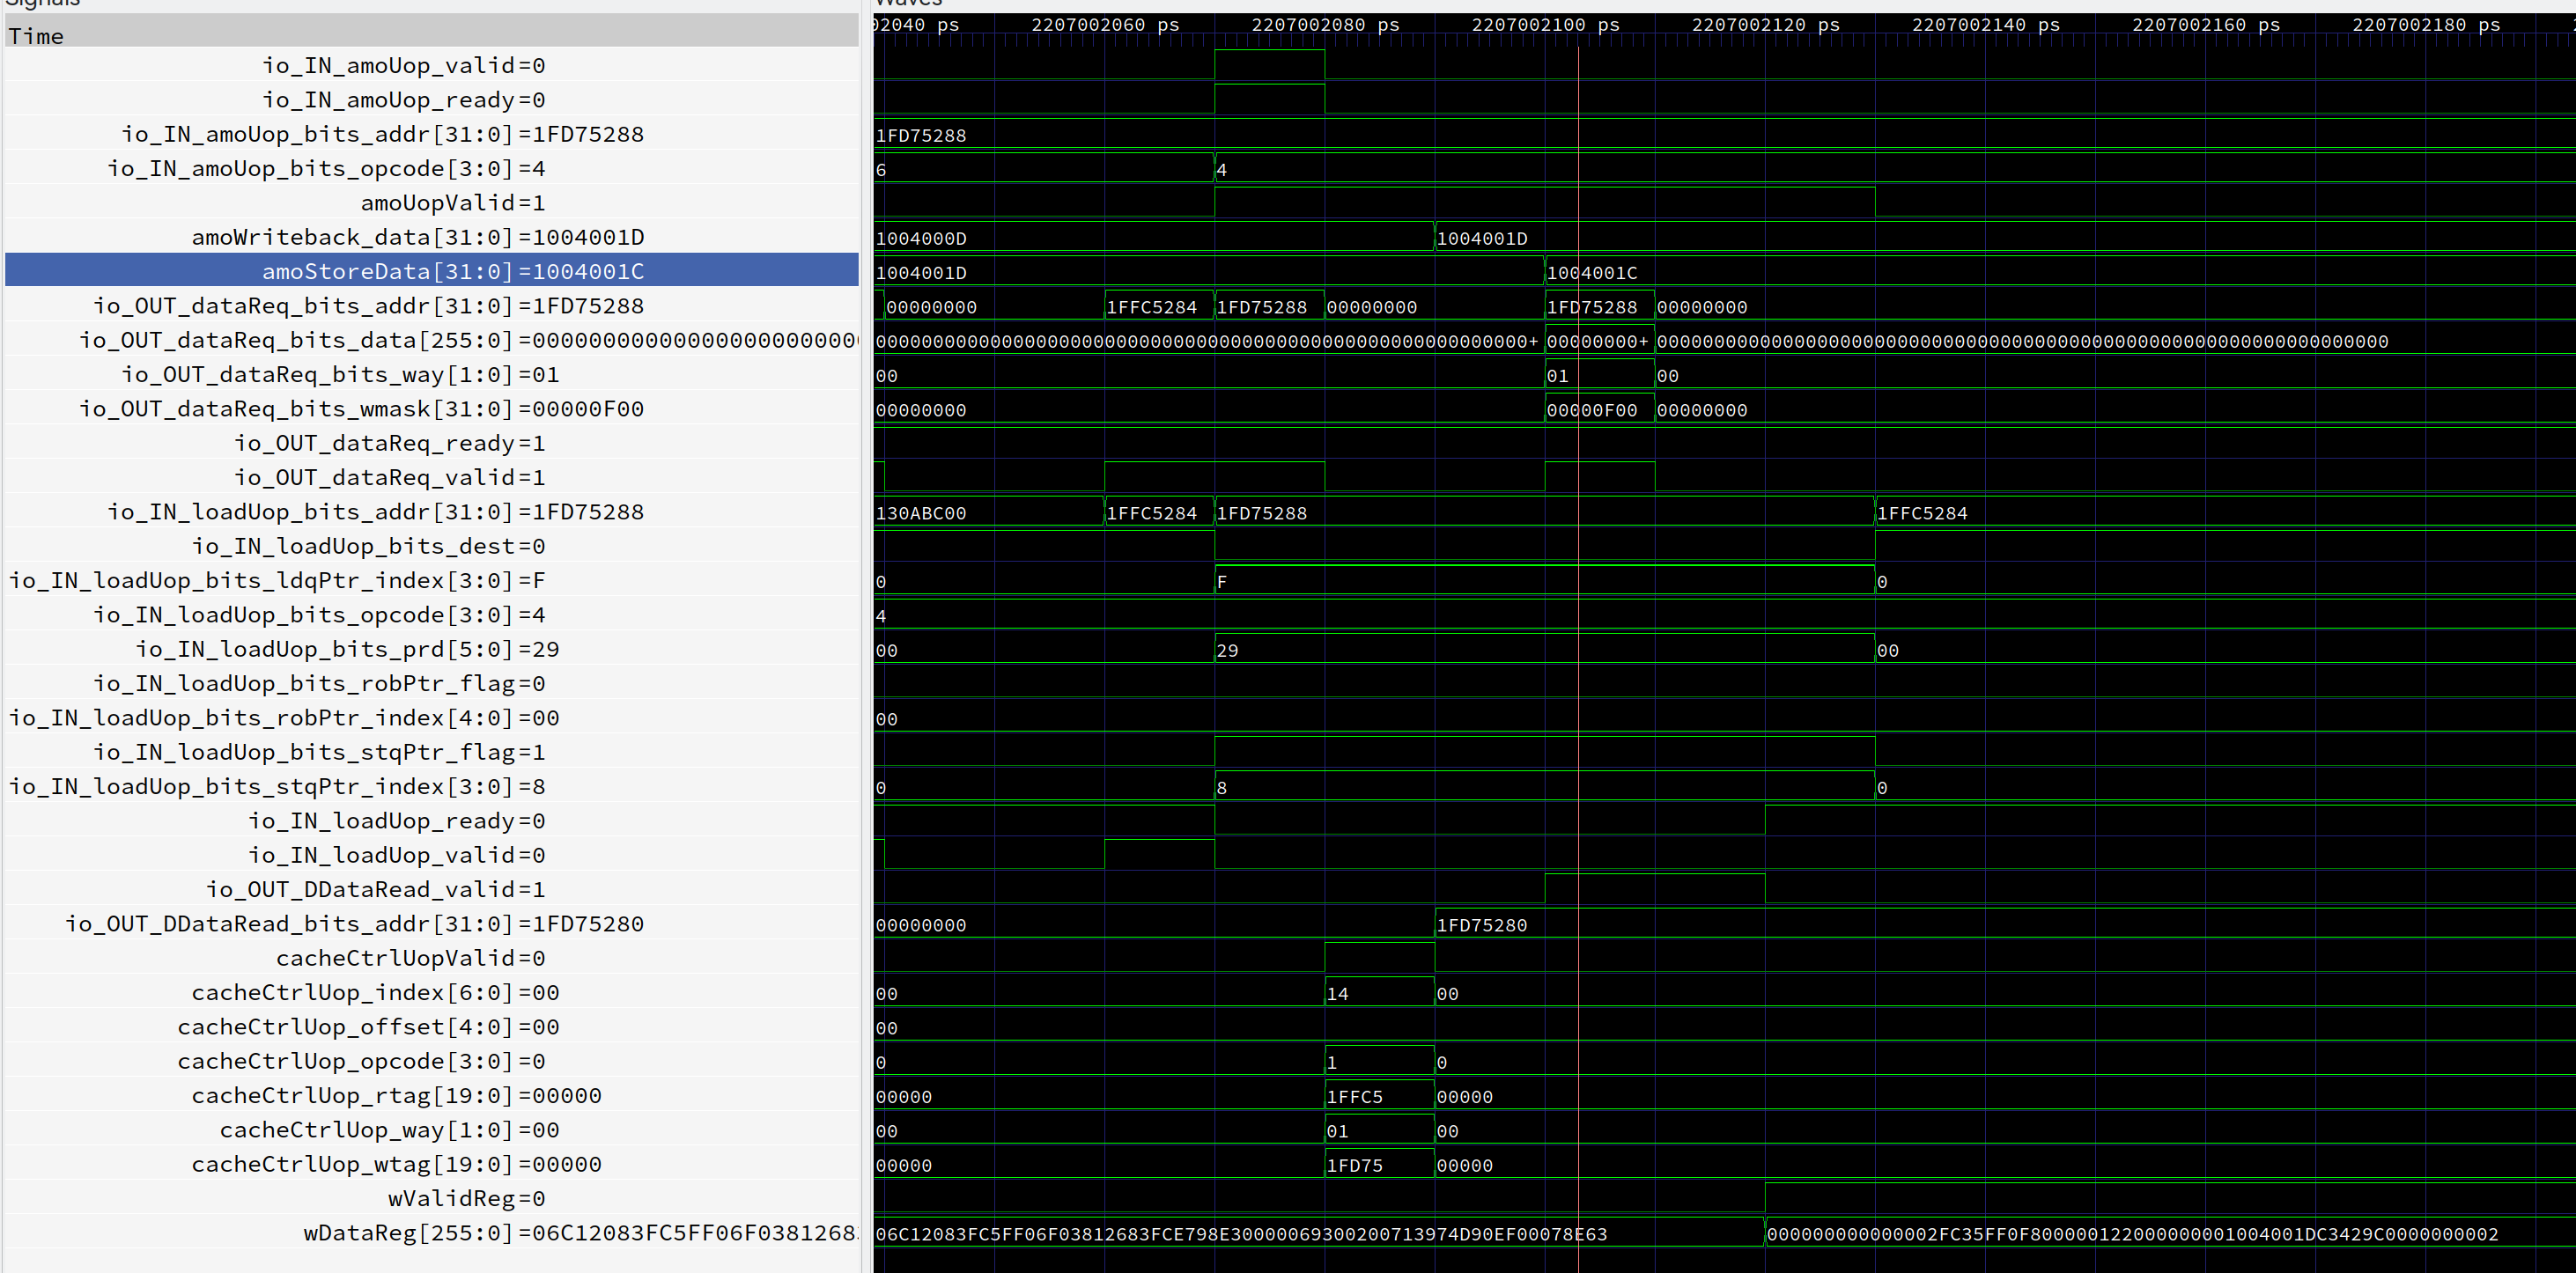 Signals
Waves
Time
02040 ps 2207002060 ps 2207002080 ps 2207002100 ps 2207002120 ps 2207002140 ps 2207002160 ps 2207002180 ps
io_IN_amoUop_valid=0
io_IN_amoUop_ready=0
io_IN_amoUop_bits_addr[31:0]=1FD75288 1FD75288
io_IN_amoUop_bits_opcode[3:0]=4 6 4
amoUopValid=1
amoWriteback_data[31:0]=1004001D 1004000D 1004001D
amoStoreData[31:0]=1004001C 1004001D 1004001C
io_OUT_dataReq_bits_addr[31:0]=1FD75288 00000000 1FFC5284 1FD75288 00000000 1FD75288 00000000
io_OUT_dataReq_bits_data[255:0]=00000000000000000000000 00000000000000000000000000000000000000000000000000000000000+ 00000000+ 0000000000000000000000000000000000000000000000000000000000000000
io_OUT_dataReq_bits_way[1:0]=01 00 01 00
io_OUT_dataReq_bits_wmask[31:0]=00000F00 00000000 00000F00 00000000
io_OUT_dataReq_ready=1
io_OUT_dataReq_valid=1
io_IN_loadUop_bits_addr[31:0]=1FD75288 130ABC00 1FFC5284 1FD75288 1FFC5284
io_IN_loadUop_bits_dest=0
io_IN_loadUop_bits_ldqPtr_index[3:0]=F 0 F 0
io_IN_loadUop_bits_opcode[3:0]=4 4
io_IN_loadUop_bits_prd[5:0]=29 00 29 00
io_IN_loadUop_bits_robPtr_flag=0
io_IN_loadUop_bits_robPtr_index[4:0]=00 00
io_IN_loadUop_bits_stqPtr_flag=1
io_IN_loadUop_bits_stqPtr_index[3:0]=8 0 8 0
io_IN_loadUop_ready=0
io_IN_loadUop_valid=0
io_OUT_DDataRead_valid=1
io_OUT_DDataRead_bits_addr[31:0]=1FD75280 00000000 1FD75280
cacheCtrlUopValid=0
cacheCtrlUop_index[6:0]=00 00 14 00
cacheCtrlUop_offset[4:0]=00 00
cacheCtrlUop_opcode[3:0]=0 0 1 0
cacheCtrlUop_rtag[19:0]=00000 00000 1FFC5 00000
cacheCtrlUop_way[1:0]=00 00 01 00
cacheCtrlUop_wtag[19:0]=00000 00000 1FD75 00000
wValidReg=0
wDataReg[255:0]=06C12083FC5FF06F03812683 06C12083FC5FF06F03812683FCE798E30000069300200713974D90EF00078E63 000000000000002FC35FF0F8000001220000000001004001DC3429C0000000002